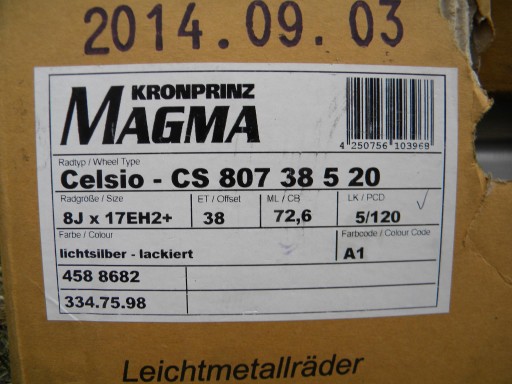 2014.09.03
KRONPRINZ
MAGMA
4 250756 103968
Radtyp / Wheel Type
Celsio - CS 807 38 5 20
Radgröße / Size ET / Offset ML / CB LK / PCD
8J x 17EH2+ 38 72,6 5/120
Farbe / Colour Farbcode / Colour Code
lichtsilber - lackiert A1
458 8682
334.75.98
Leichtmetallräder